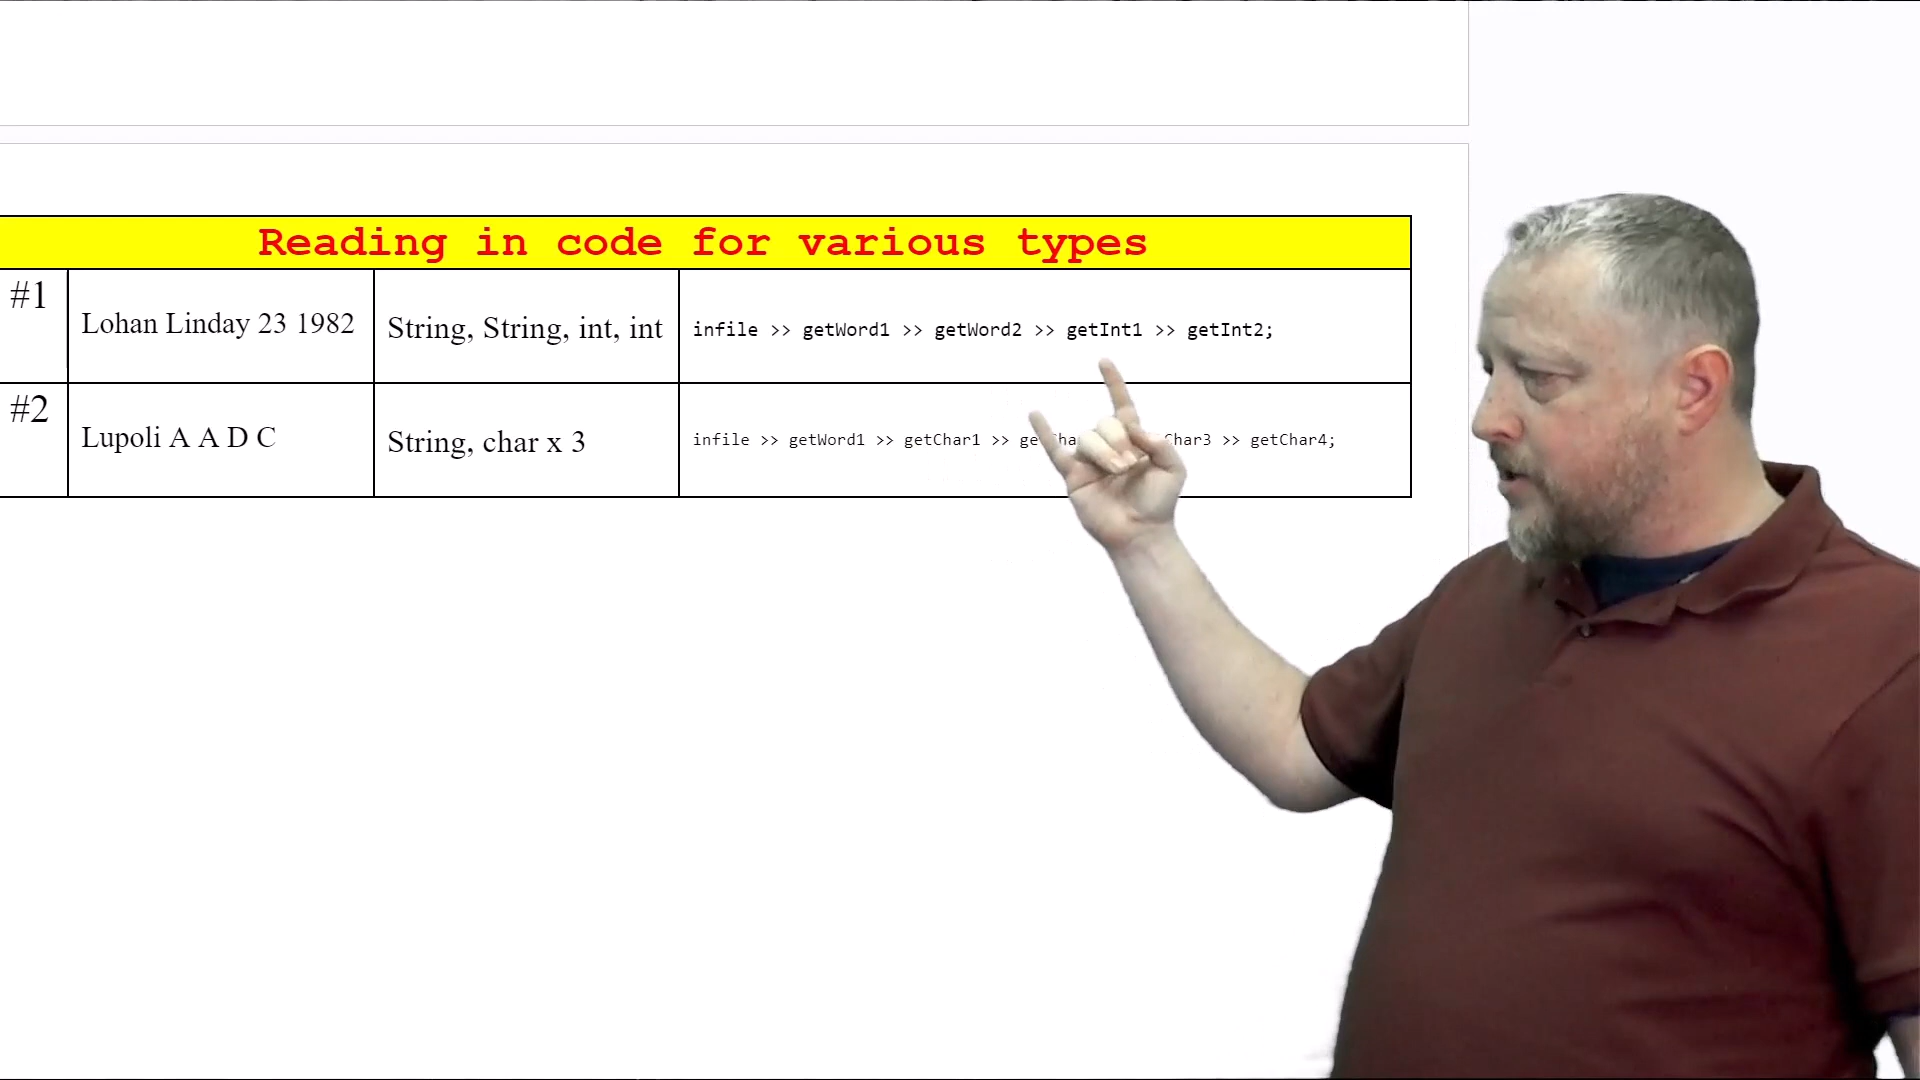 Reading in code for various types
#1
Lohan Linday 23 1982
String, String, int, int
infile >> getWord1 >> getWord2 >> getInt1 >> getInt2;
#2
Lupoli A A D C
String, char x 3
infile >> getWord1 >> getChar1 >> >> getChar4;